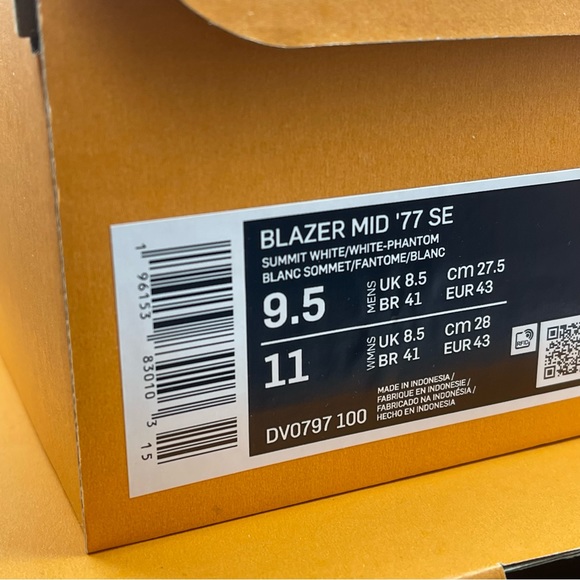 BLAZER MID '77 SE
SUMMIT WHITE/WHITE-PHANTOM
BLANC SOMMET/FANTOME/BLANC
9.5 MENS UK 8.5 CM 27.5
BR 41 EUR 43
11 WMNS UK 8.5 CM 28
BR 41 EUR 43
RFID
MADE IN INDONESIA/
FABRIQUE EN INDONESIE/
FABRICADO NA INDONÉSIA/
HECHO EN INDONESIA
DV0797 100
1 96153 83010 3 15